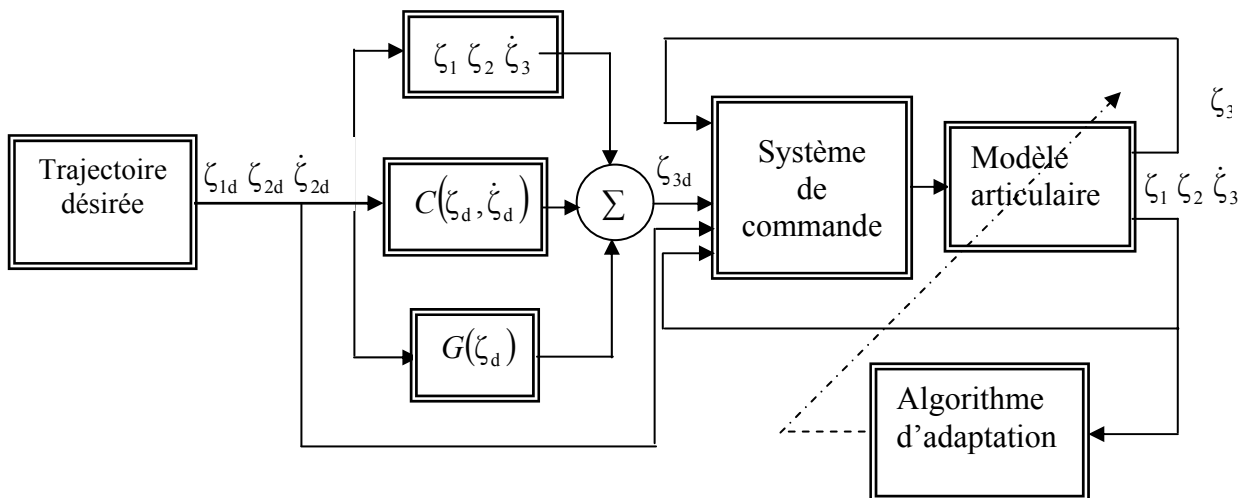 Trajectoire
désirée
ζ1d ζ2d ζ̇2d
ζ1 ζ2 ζ̇3
C(ζd, ζ̇d)
G(ζd)
Σ
ζ3d
Système
de
commande
Modèlé
articulaire
ζ3
ζ1 ζ2 ζ̇3
Algorithme
d’adaptation